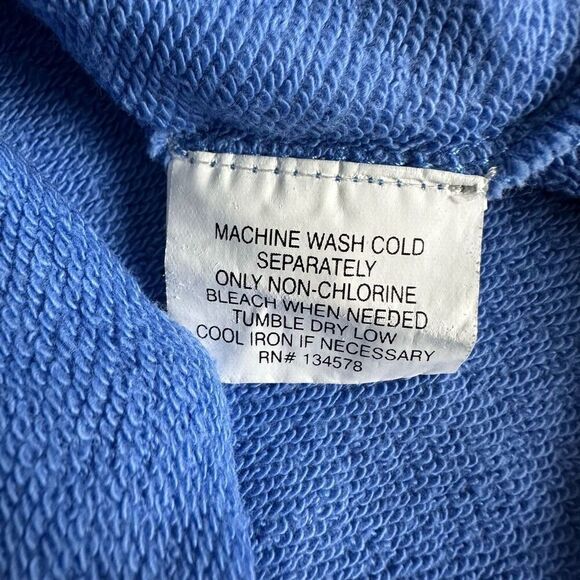 MACHINE WASH COLD
SEPARATELY
ONLY NON-CHLORINE
BLEACH WHEN NEEDED
TUMBLE DRY LOW
COOL IRON IF NECESSARY
RN# 134578